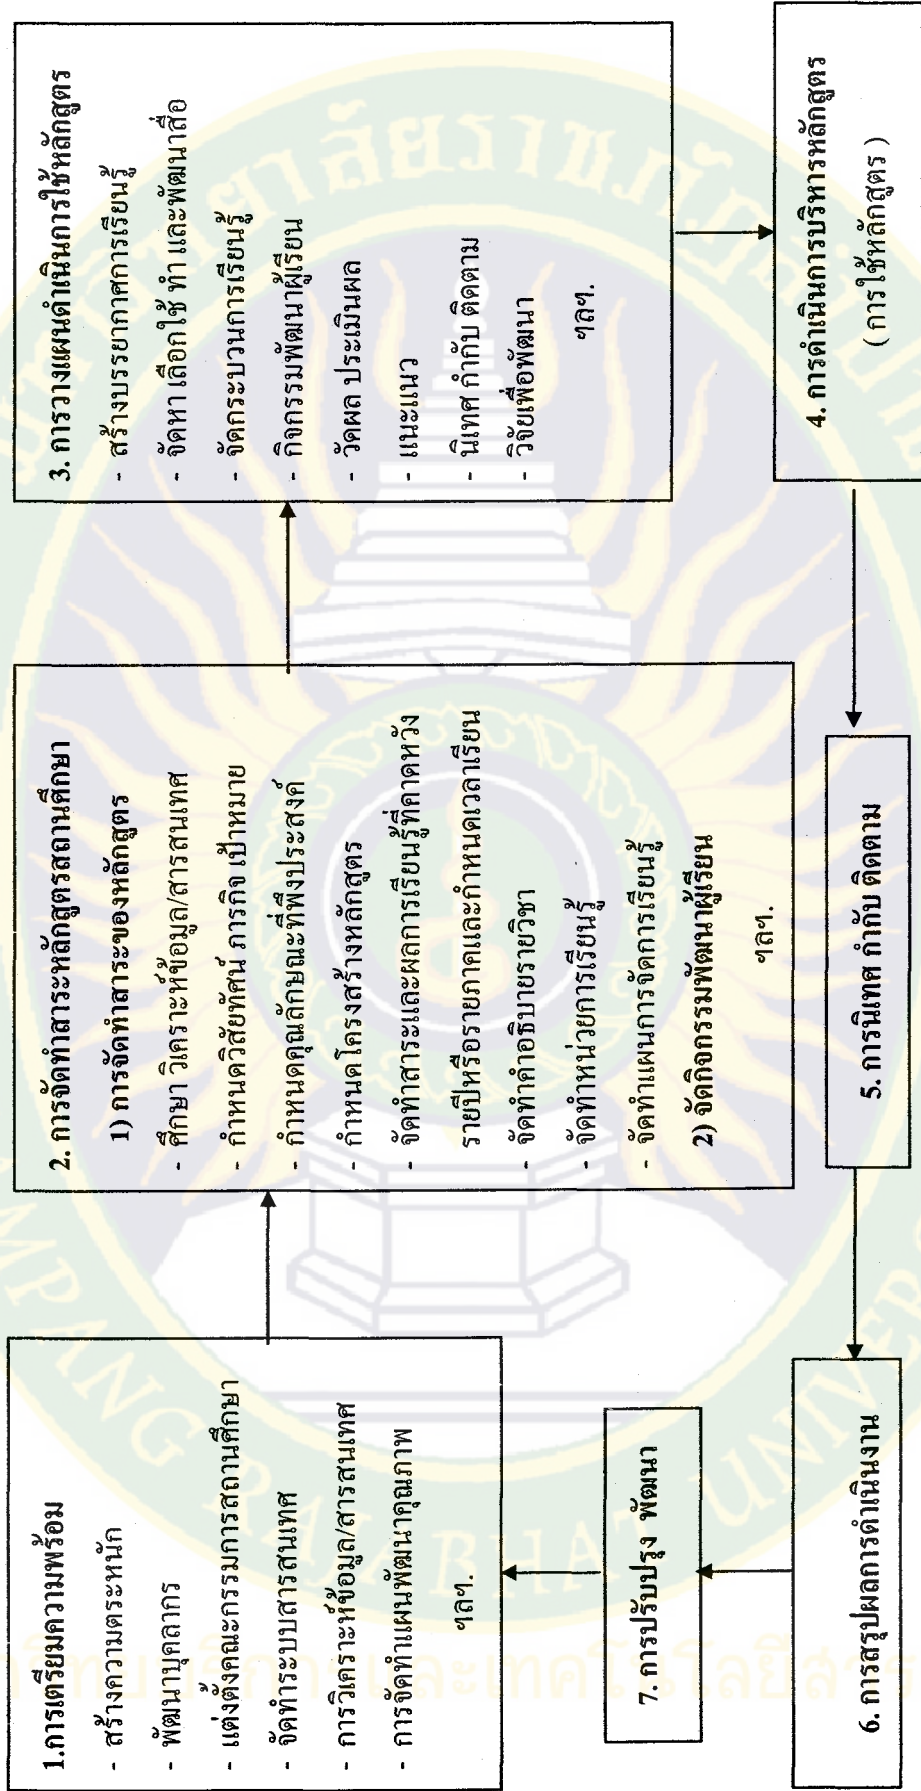 1.การเตรียมความพร้อม
- สร้างความตระหนัก
- พัฒนาบุคลากร
- แต่งตั้งคณะกรรมการสถานศึกษา
- จัดทำระบบสารสนเทศ
- การวิเคราะห์ข้อมูล/สารสนเทศ
- การจัดทำแผนพัฒนาคุณภาพ
ฯลฯ.
2. การจัดทำสาระหลักสูตรสถานศึกษา
1) การจัดทำสาระของหลักสูตร
- ศึกษา วิเคราะห์ข้อมูล/สารสนเทศ
- กำหนดวิสัยทัศน์ ภารกิจ เป้าหมาย
- กำหนดคุณลักษณะที่พึงประสงค์
- กำหนดโครงสร้างหลักสูตร
- จัดทำสาระและผลการเรียนรู้ที่คาดหวัง
รายปีหรือรายภาคและกำหนดเวลาเรียน
- จัดทำคำอธิบายรายวิชา
- จัดทำหน่วยการเรียนรู้
- จัดทำแผนการจัดการเรียนรู้
2) จัดกิจกรรมพัฒนาผู้เรียน
ฯลฯ.
3. การวางแผนดำเนินการใช้หลักสูตร
- สร้างบรรยากาศการเรียนรู้
- จัดหา เลือกใช้ ทำ และพัฒนาสื่อ
- จัดกระบวนการเรียนรู้
- กิจกรรมพัฒนาผู้เรียน
- วัดผล ประเมินผล
- แนะแนว
- นิเทศ กำกับ ติดตาม
- วิจัยเพื่อพัฒนา
ฯลฯ.
4. การดำเนินการบริหารหลักสูตร
( การใช้หลักสูตร )
5. การนิเทศ กำกับ ติดตาม
6. การสรุปผลการดำเนินงาน
7. การปรับปรุง พัฒนา
RAJABHAT